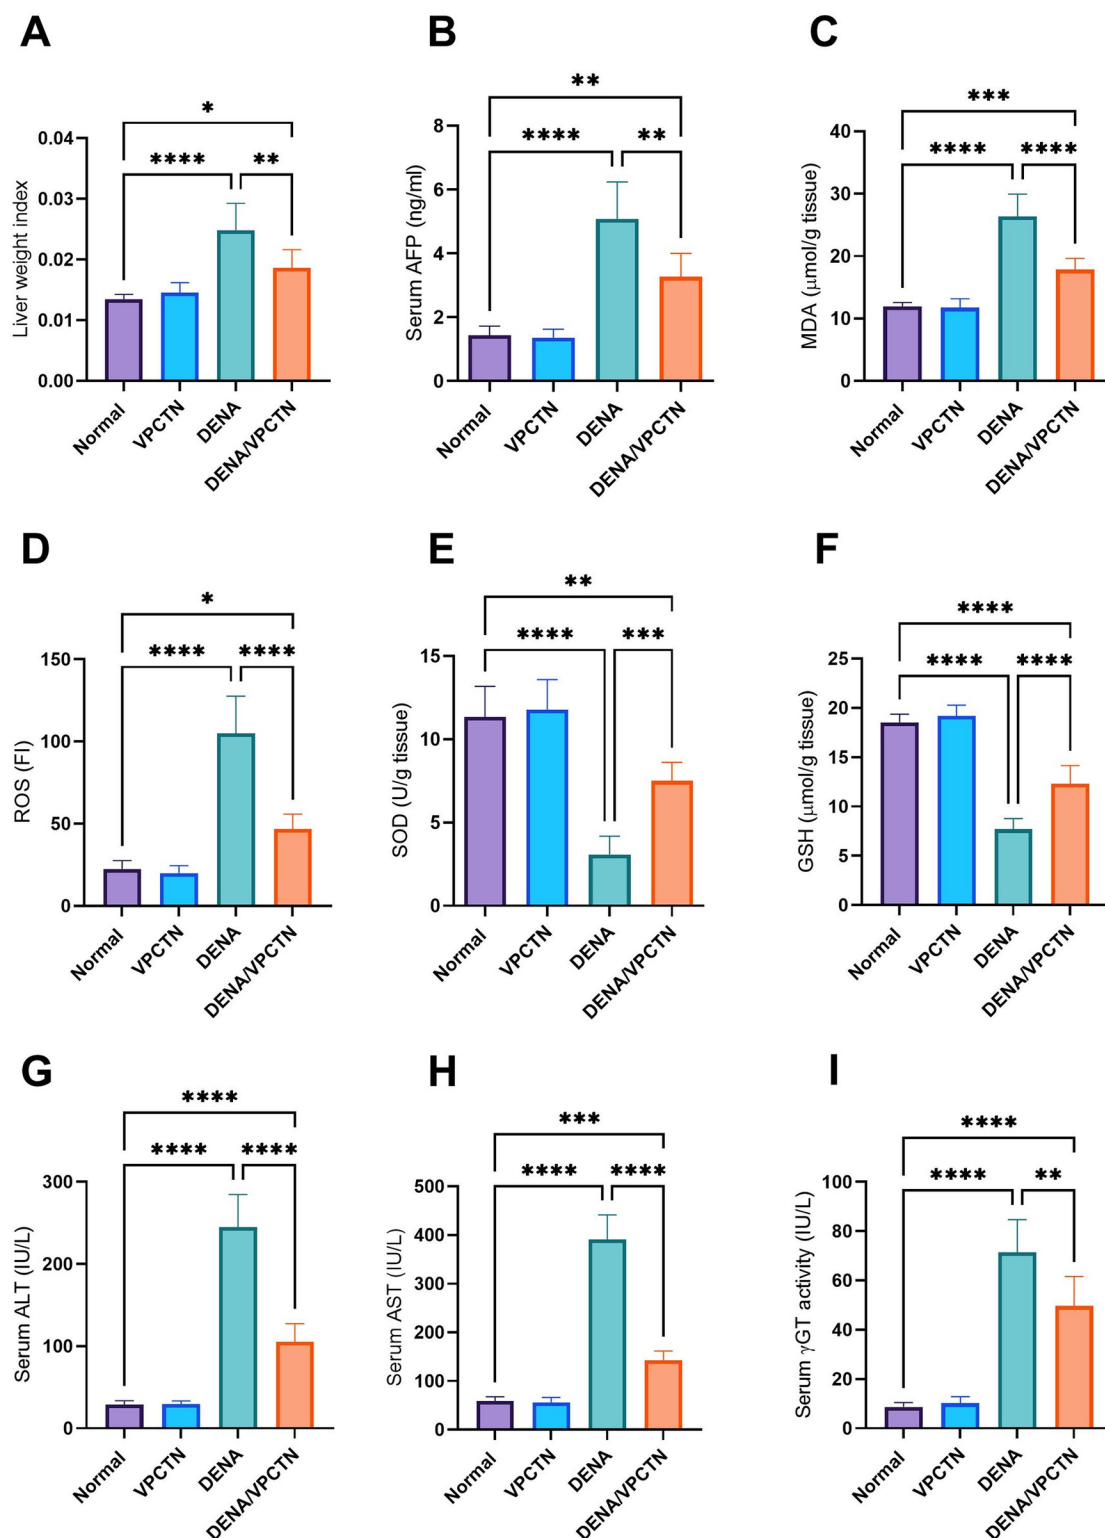 A
B
C
*
**** **
Liver weight index
0.04
0.03
0.02
0.01
0.00
Normal
VPCTN
DENA
DENA/VPCTN
**
**** **
Serum AFP (ng/ml)
8
6
4
2
0
Normal
VPCTN
DENA
DENA/VPCTN
***
**** ****
MDA (μmol/g tissue)
40
30
20
10
0
Normal
VPCTN
DENA
DENA/VPCTN
D
E
F
*
**** ****
ROS (FI)
150
100
50
0
Normal
VPCTN
DENA
DENA/VPCTN
**
**** ***
SOD (U/g tissue)
15
10
5
0
Normal
VPCTN
DENA
DENA/VPCTN
****
**** ****
GSH (μmol/g tissue)
25
20
15
10
5
0
Normal
VPCTN
DENA
DENA/VPCTN
G
H
I
****
**** ****
Serum ALT (IU/L)
300
200
100
0
Normal
VPCTN
DENA
DENA/VPCTN
***
**** ****
Serum AST (IU/L)
500
400
300
200
100
0
Normal
VPCTN
DENA
DENA/VPCTN
****
**** **
Serum γGT activity (IU/L)
100
80
60
40
20
0
Normal
VPCTN
DENA
DENA/VPCTN